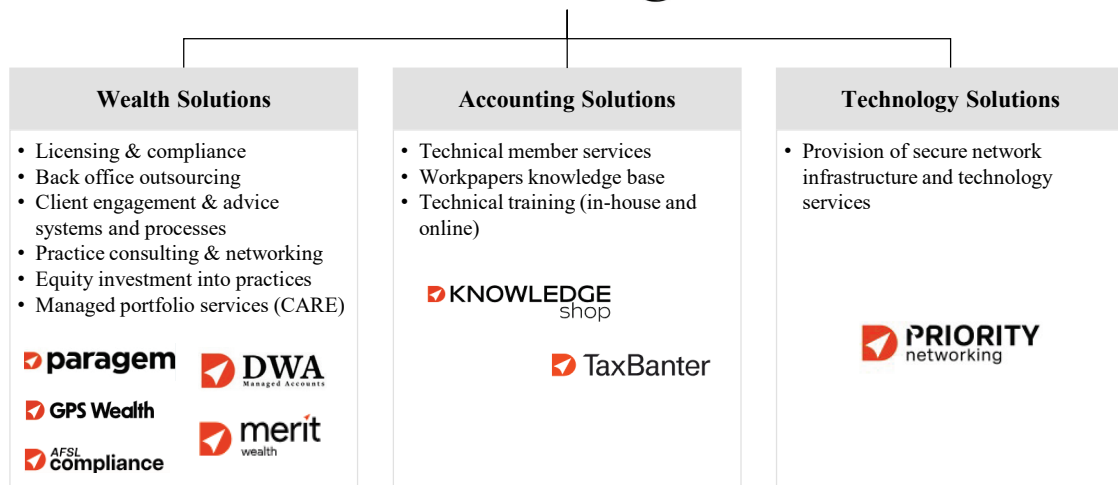 Wealth Solutions
• Licensing & compliance
• Back office outsourcing
• Client engagement & advice
systems and processes
• Practice consulting & networking
• Equity investment into practices
• Managed portfolio services (CARE)
paragem
DWA
Managed Accounts
GPS Wealth
merit
wealth
AFSL
compliance
Accounting Solutions
• Technical member services
• Workpapers knowledge base
• Technical training (in-house and
online)
KNOWLEDGE
shop
TaxBanter
Technology Solutions
• Provision of secure network
infrastructure and technology
services
PRIORITY
networking